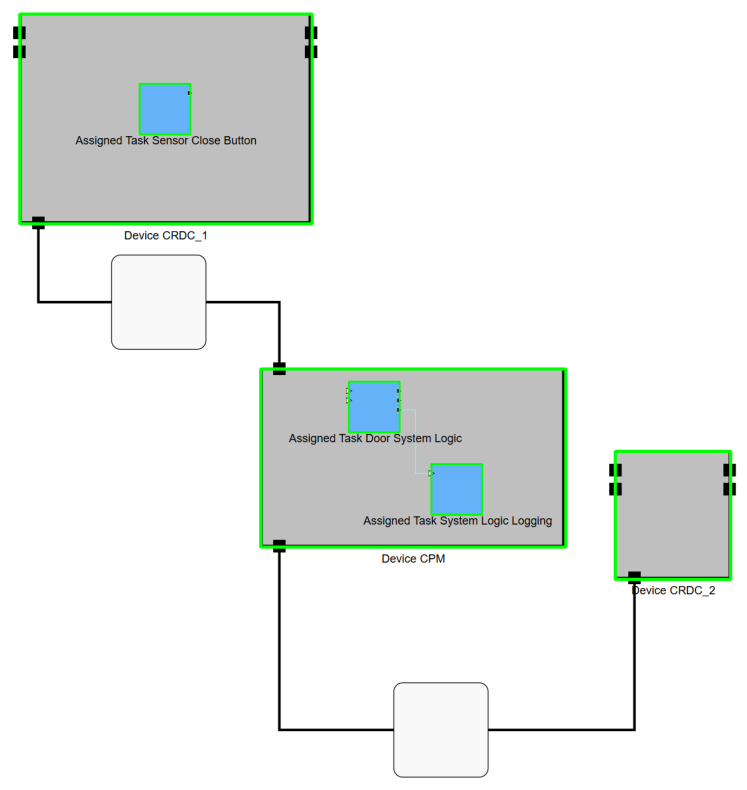 Assigned Task Sensor Close Button
Device CRDC_1
Assigned Task Door System Logic
Assigned Task System Logic Logging
Device CPM
Device CRDC_2